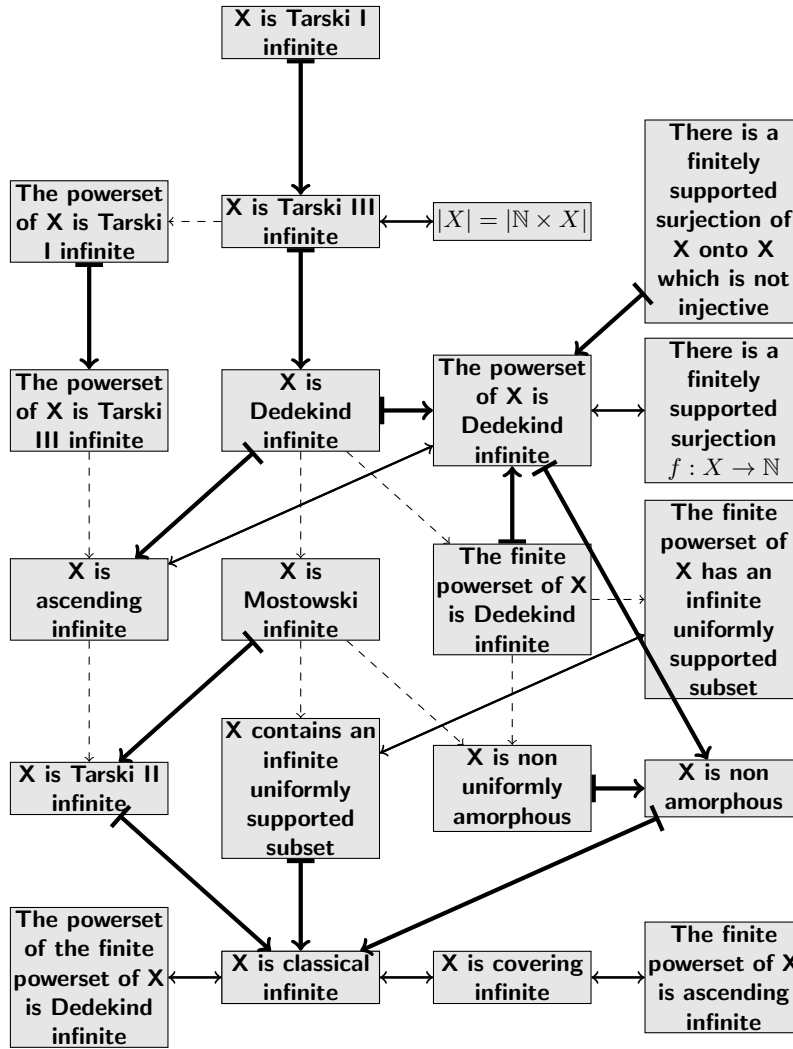 X is Tarski I
infinite
There is a
finitely
supported
surjection of
X onto X
which is not
injective
The powerset
of X is Tarski
I infinite
X is Tarski III
infinite
|X| = |ℕ × X|
The powerset
of X is Tarski
III infinite
X is
Dedekind
infinite
The powerset
of X is
Dedekind
infinite
There is a
finitely
supported
surjection
f : X → ℕ
X is
ascending
infinite
X is
Mostowski
infinite
The finite
powerset of X
is Dedekind
infinite
The finite
powerset of
X has an
infinite
uniformly
supported
subset
X is Tarski II
infinite
X contains an
infinite
uniformly
supported
subset
X is non
uniformly
amorphous
X is non
amorphous
The powerset
of the finite
powerset of X
is Dedekind
infinite
X is classical
infinite
X is covering
infinite
The finite
powerset of X
is ascending
infinite